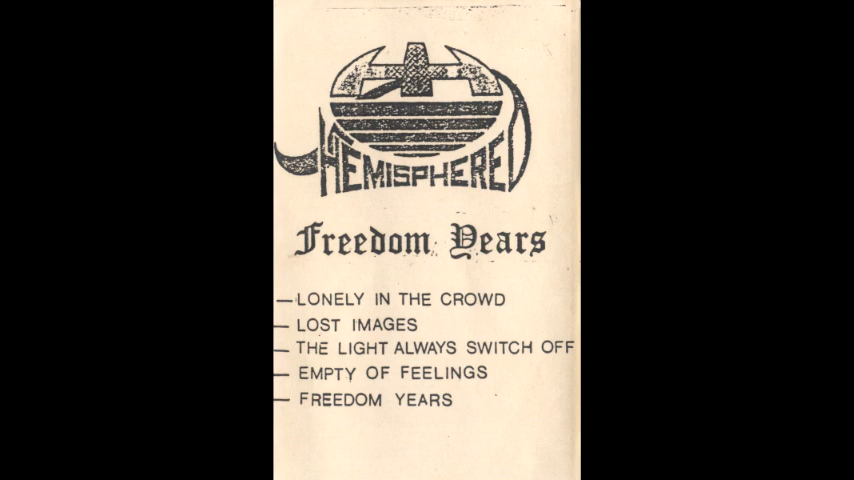 HEMISPHERED
Freedom Years
— LONELY IN THE CROWD
— LOST IMAGES
— THE LIGHT ALWAYS SWITCH OFF
— EMPTY OF FEELINGS
— FREEDOM YEARS